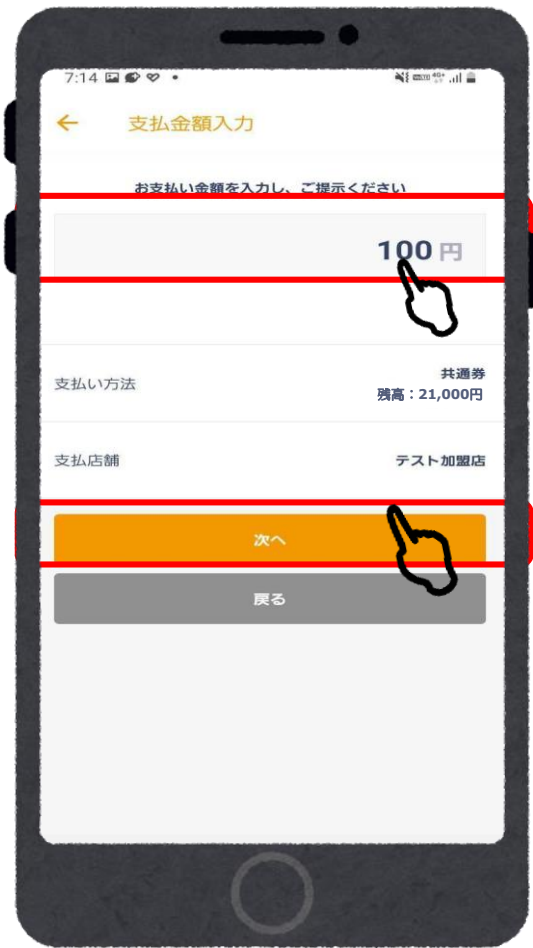 7:14
支払金額入力
お支払い金額を入力し、ご提示ください
100 円
支払い方法
共通券
残高：21,000円
支払店舗
テスト加盟店
次へ
戻る